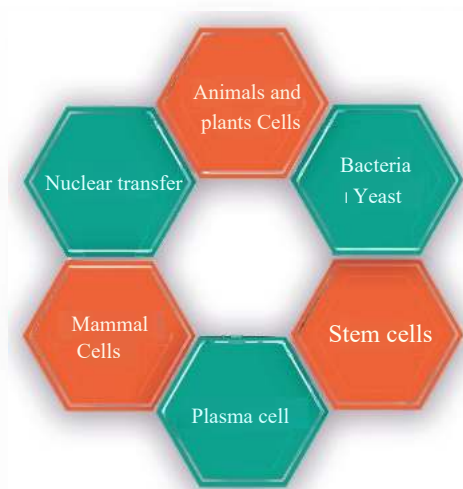 Animals and
plants Cells
Bacteria
| Yeast
Stem cells
Plasma cell
Mammal
Cells
Nuclear transfer